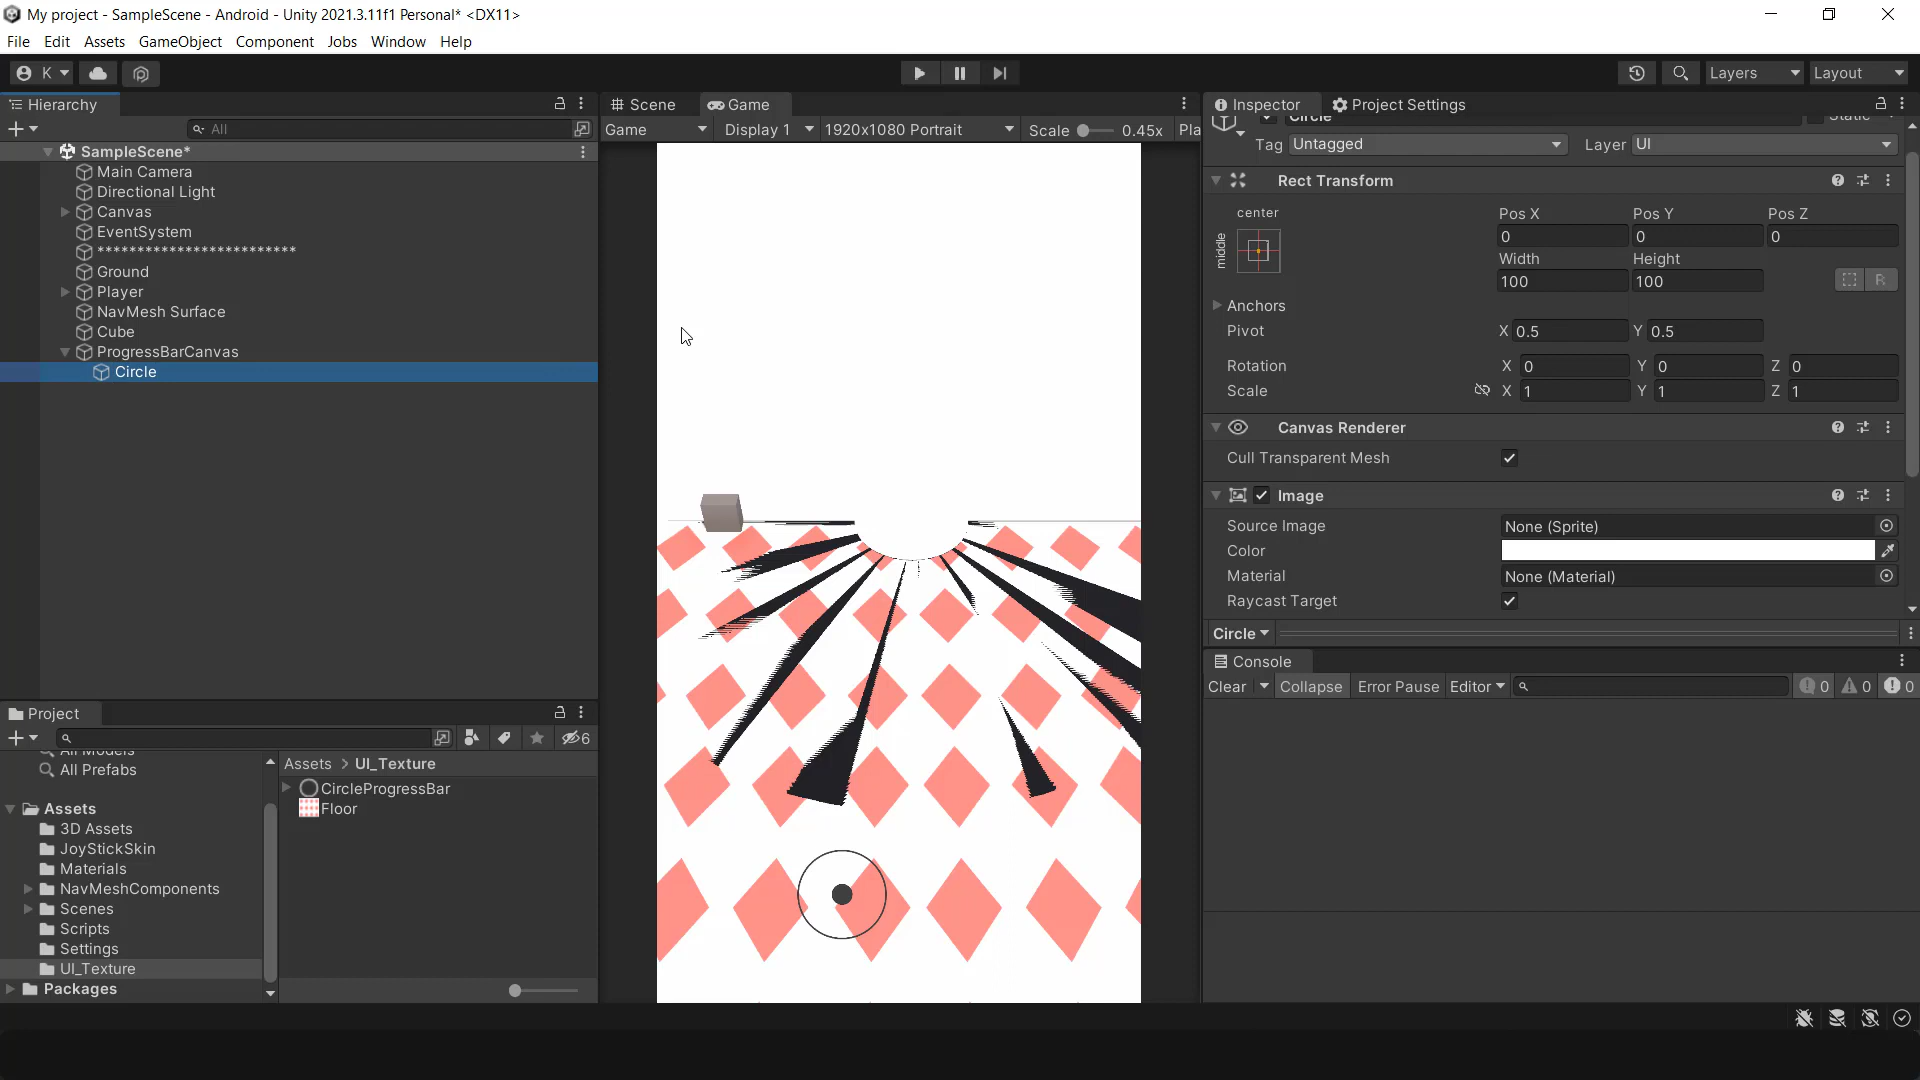 My project - SampleScene - Android - Unity 2021.3.11f1 Personal* <DX11>
File Edit Assets GameObject Component Jobs Window Help
K Layers Layout
Hierarchy
All
SampleScene*
Main Camera
Directional Light
Canvas
EventSystem
*************************
Ground
Player
NavMesh Surface
Cube
ProgressBarCanvas
Circle
Scene Game
Game Display 1 1920x1080 Portrait Scale 0.45x Pla
Inspector Project Settings
Circle Static
Tag Untagged Layer UI
Rect Transform
center
middle
Pos X Pos Y Pos Z
0 0 0
Width Height
100 100 R
Anchors
Pivot X 0.5 Y 0.5
Rotation X 0 Y 0 Z 0
Scale X 1 Y 1 Z 1
Canvas Renderer
Cull Transparent Mesh
Image
Source Image None (Sprite)
Color
Material None (Material)
Raycast Target
Circle
Console
Clear Collapse Error Pause Editor 0 0 0
Project
6
All Models
All Prefabs
Assets
3D Assets
JoyStickSkin
Materials
NavMeshComponents
Scenes
Scripts
Settings
UI_Texture
Packages
Assets > UI_Texture
CircleProgressBar
Floor